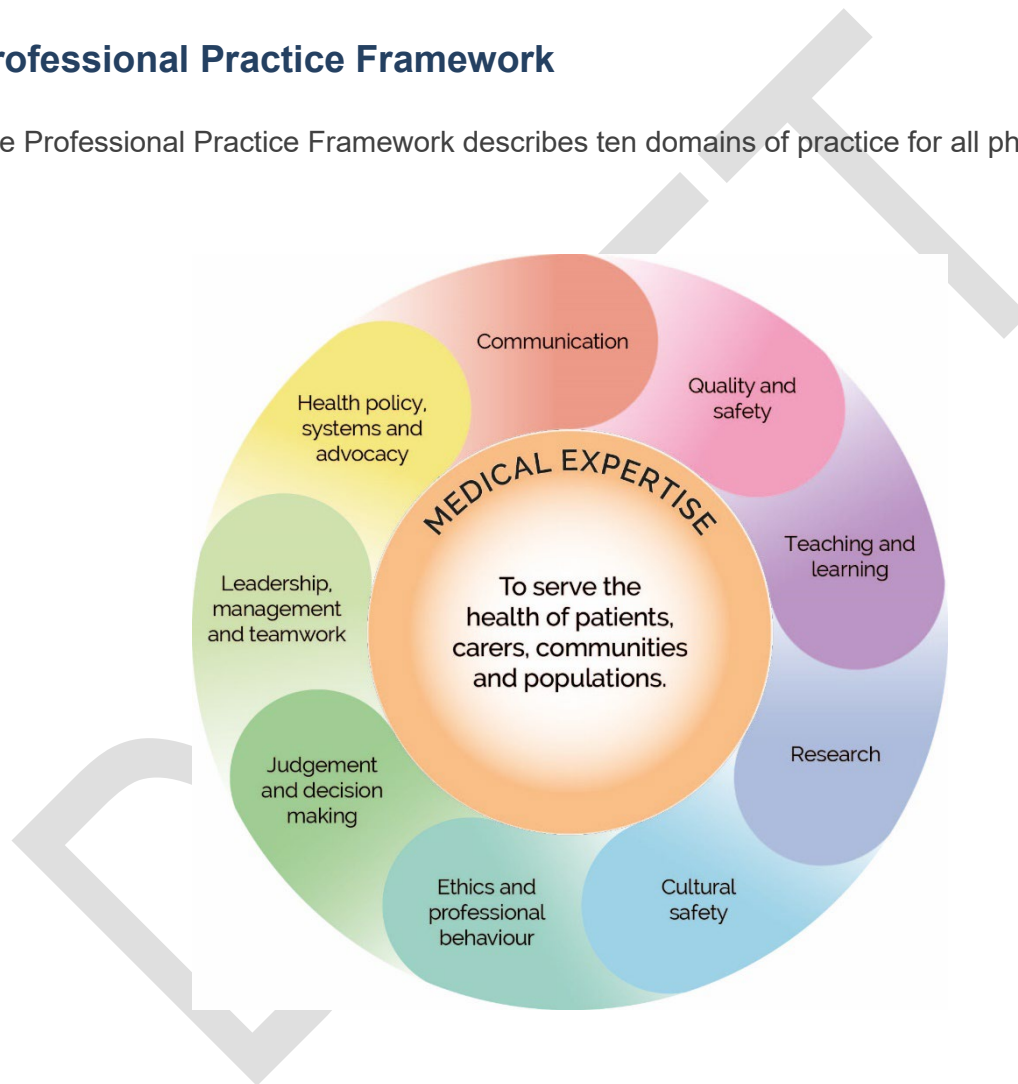 rofessional Practice Framework
e Professional Practice Framework describes ten domains of practice for all ph
Communication
Quality and
safety
Teaching and
learning
Research
Cultural
safety
Ethics and
professional
behaviour
Judgement
and decision
making
Leadership,
management
and teamwork
Health policy,
systems and
advocacy
MEDICAL EXPERTISE
To serve the
health of patients,
carers, communities
and populations.